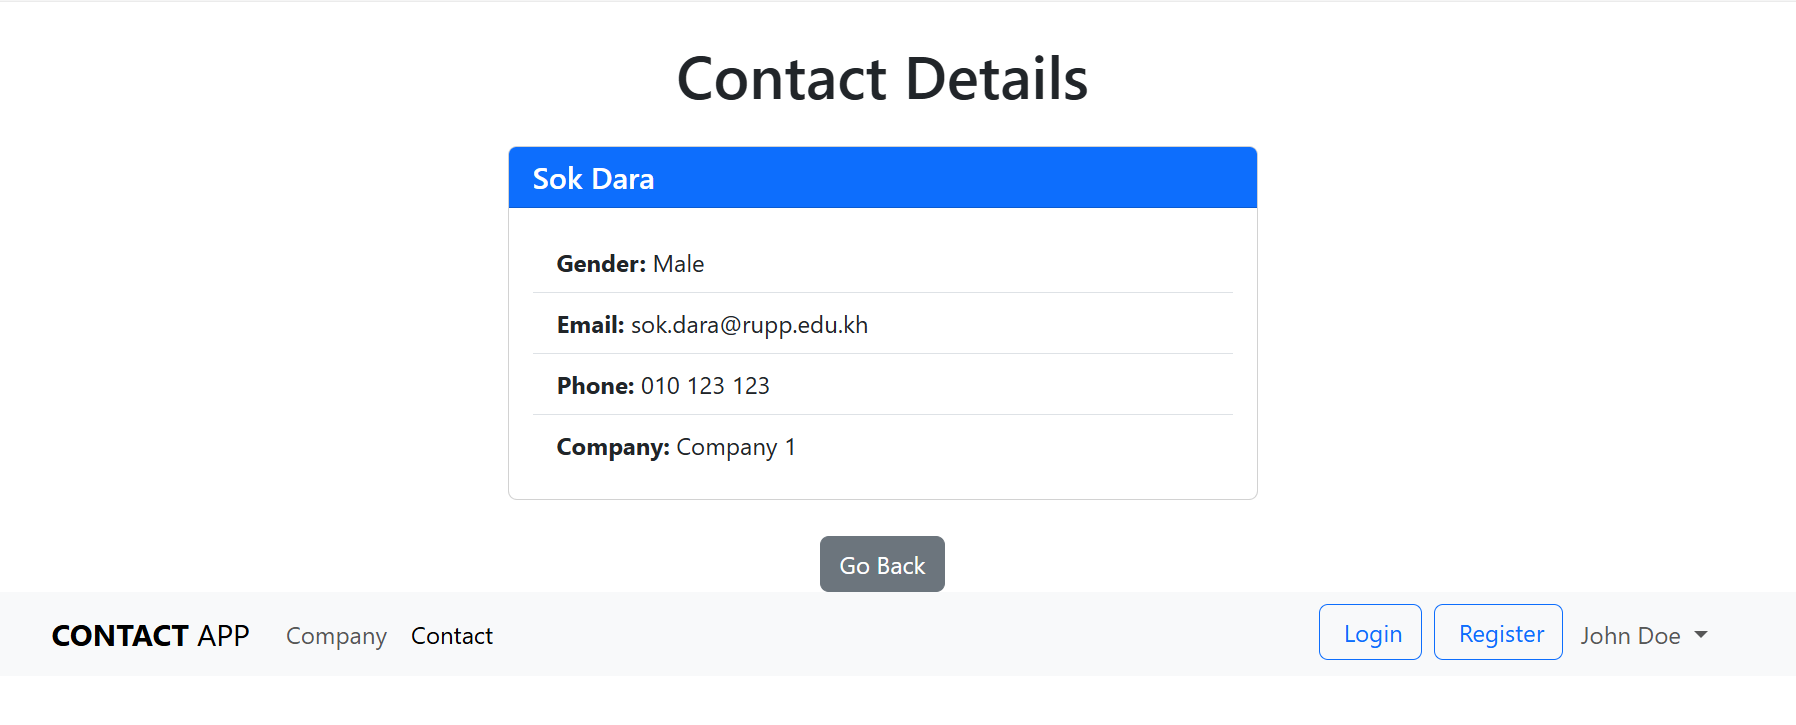 Contact Details
Sok Dara
Gender: Male
Email: sok.dara@rupp.edu.kh
Phone: 010 123 123
Company: Company 1
Go Back
CONTACT APP Company Contact Login Register John Doe